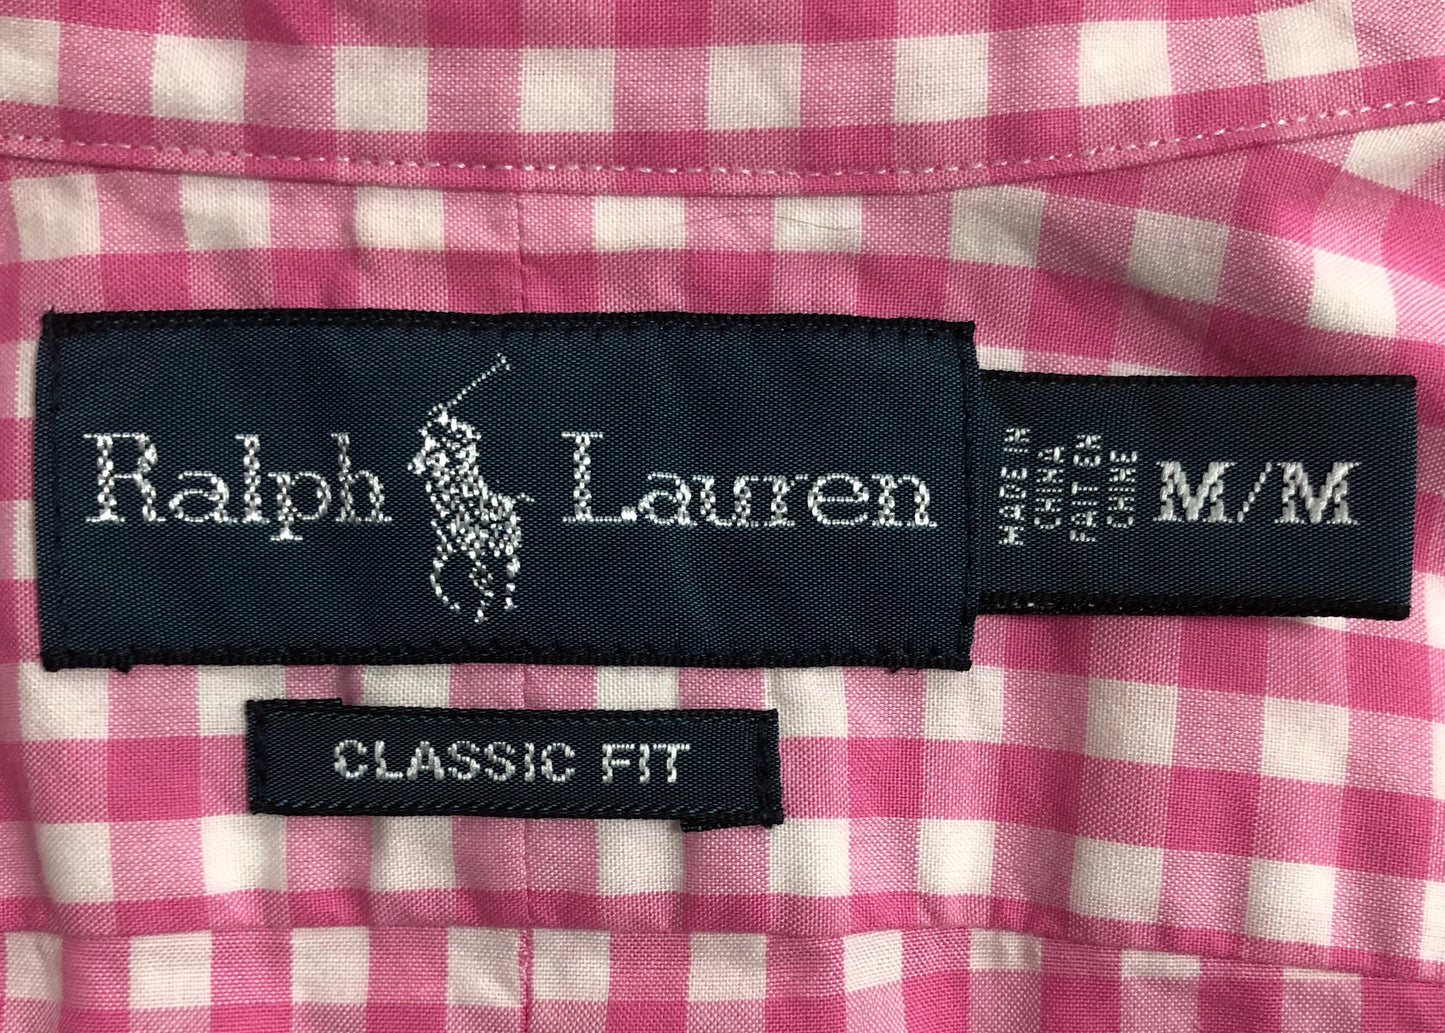 Ralph Lauren
MADE IN
CHINA
FAIT EN
CHINE
M/M
CLASSIC FIT